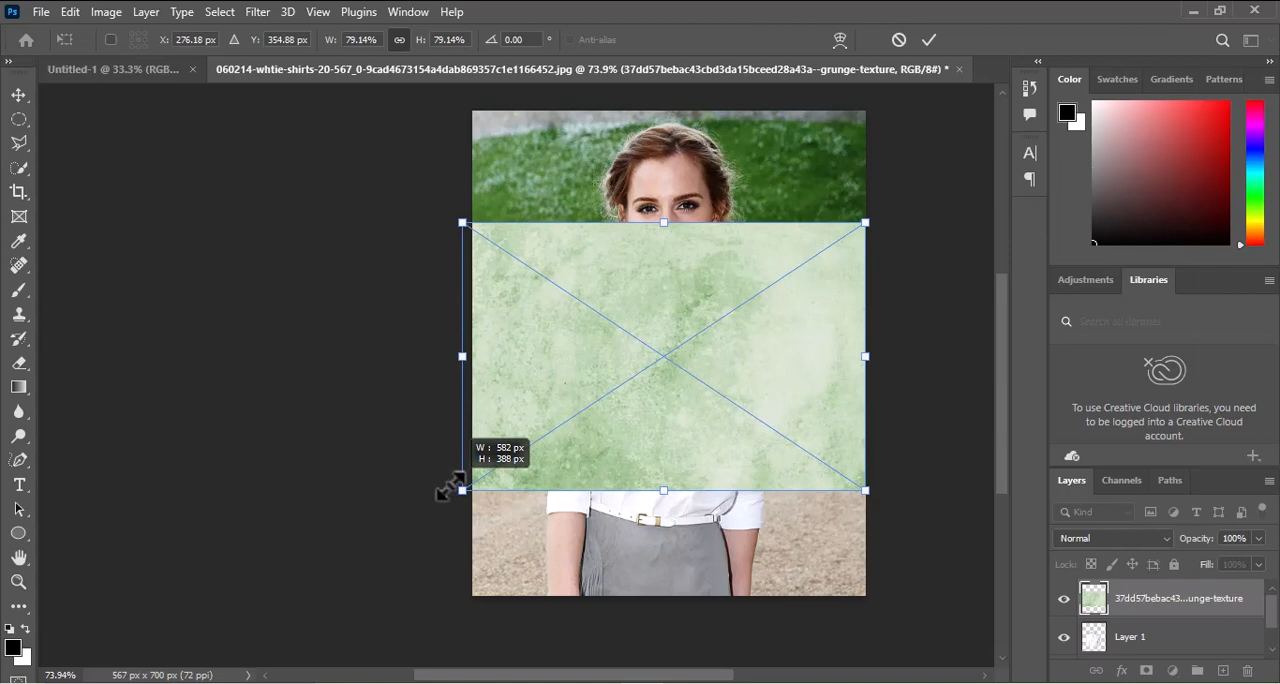 Ps File Edit Image Layer Type Select Filter 3D View Plugins Window Help
X: 276.18 px Y: 354.88 px W: 79.14% H: 79.14% 0.00 ° Anti-alias
Untitled-1 @ 33.3% (RGB... × 060214-whtie-shirts-20-567_0-9cad4673154a4dab869357c1e1166452.jpg @ 73.9% (37dd57bebac43cbd3da15bceed28a43a--grunge-texture, RGB/8#) * ×
Color Swatches Gradients Patterns
Adjustments Libraries
Search all libraries
To use Creative Cloud libraries, you need
to be logged into a Creative Cloud
account.
W: 582 px
H: 388 px
Layers Channels Paths
Kind
Normal Opacity: 100%
Lock: Fill: 100%
37dd57bebac43...unge-texture
Layer 1
73.94% 567 px x 700 px (72 ppi)